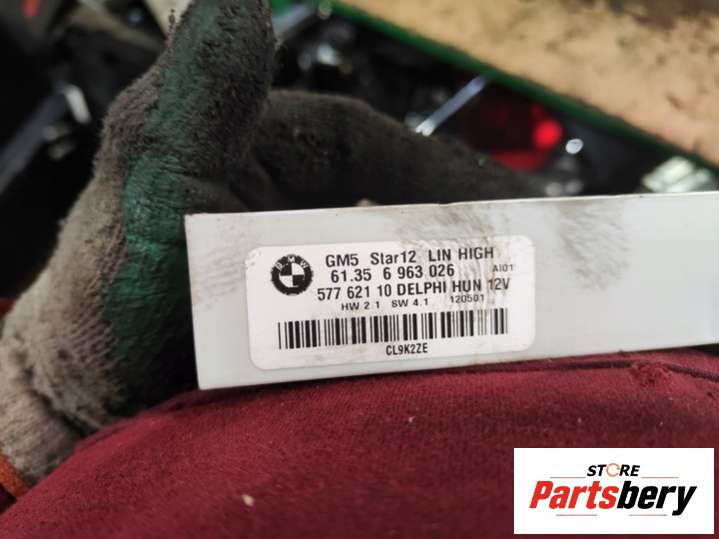 BMW
GM5 Star12 LIN HIGH
61.35 6 963 026 AI01
577 621 10 DELPHI HUN 12V
HW 2.1 SW 4.1 120501
CL9K2ZE
STORE
Partsbery